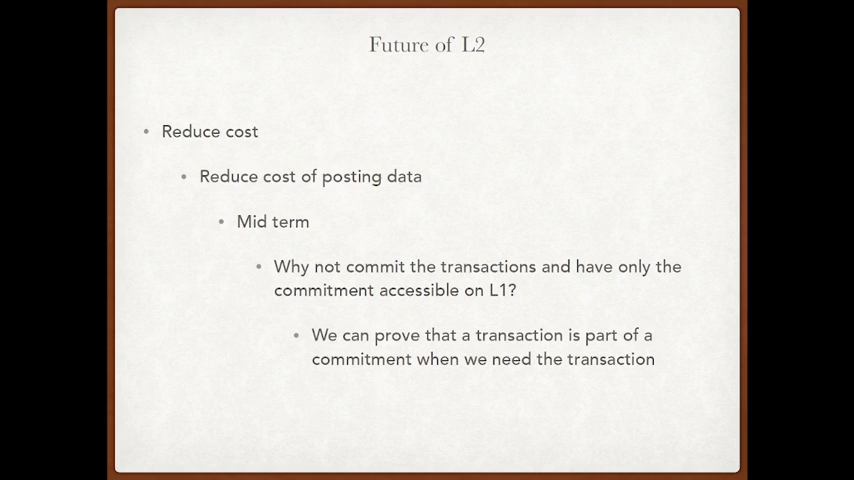 Future of L2
• Reduce cost
• Reduce cost of posting data
• Mid term
• Why not commit the transactions and have only the
commitment accessible on L1?
• We can prove that a transaction is part of a
commitment when we need the transaction